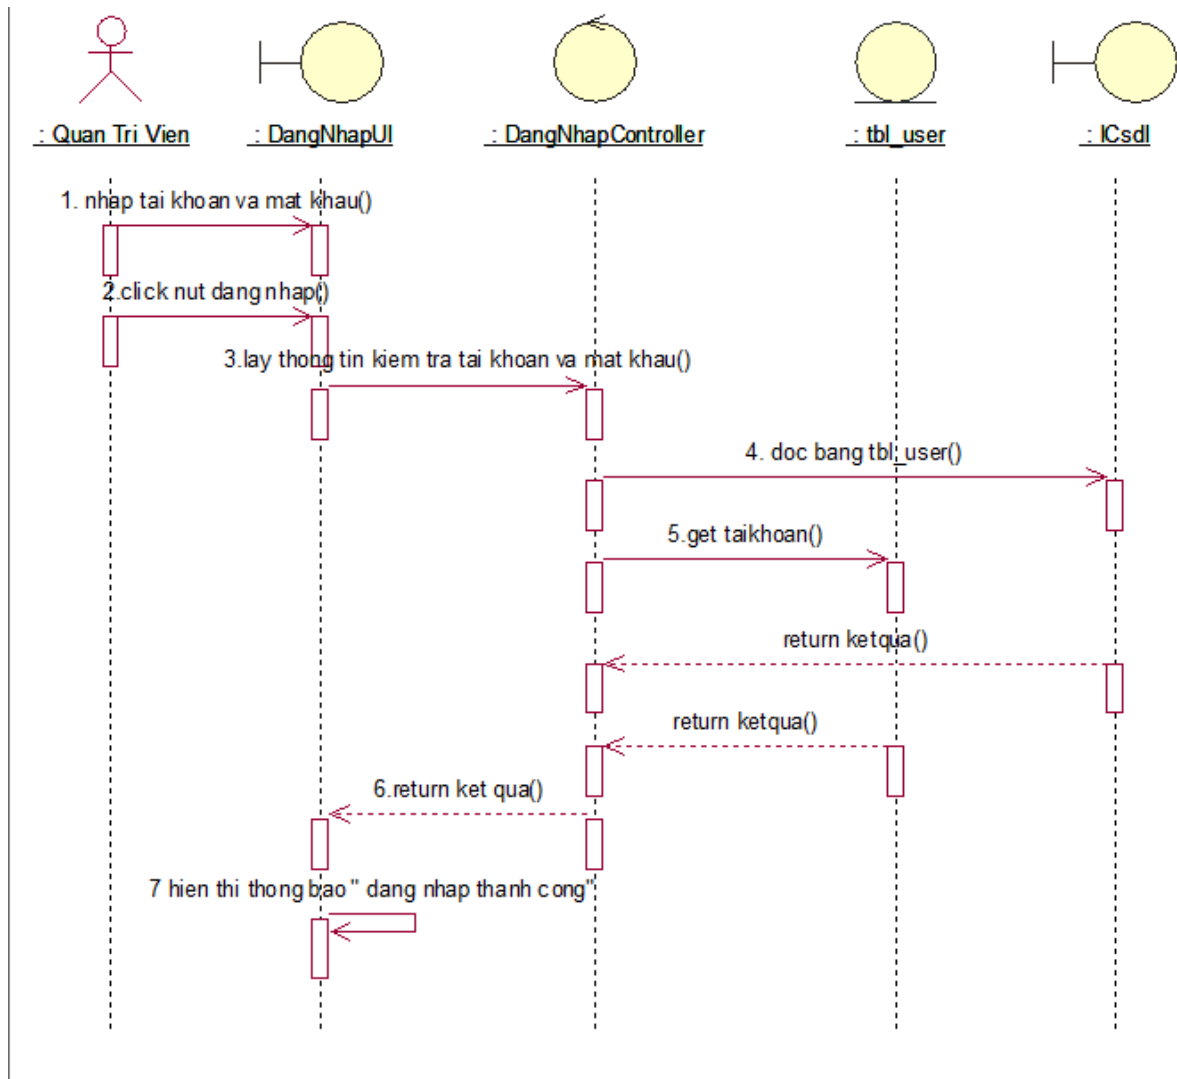 : Quan Tri Vien
: DangNhapUI
: DangNhapController
: tbl_user
: ICsdl
1. nhap tai khoan va mat khau()
2.click nut dang nhap()
3.lay thong tin kiem tra tai khoan va mat khau()
4. doc bang tbl_user()
5.get taikhoan()
return ketqua()
return ketqua()
6.return ket qua()
7 hien thi thong bao " dang nhap thanh cong"